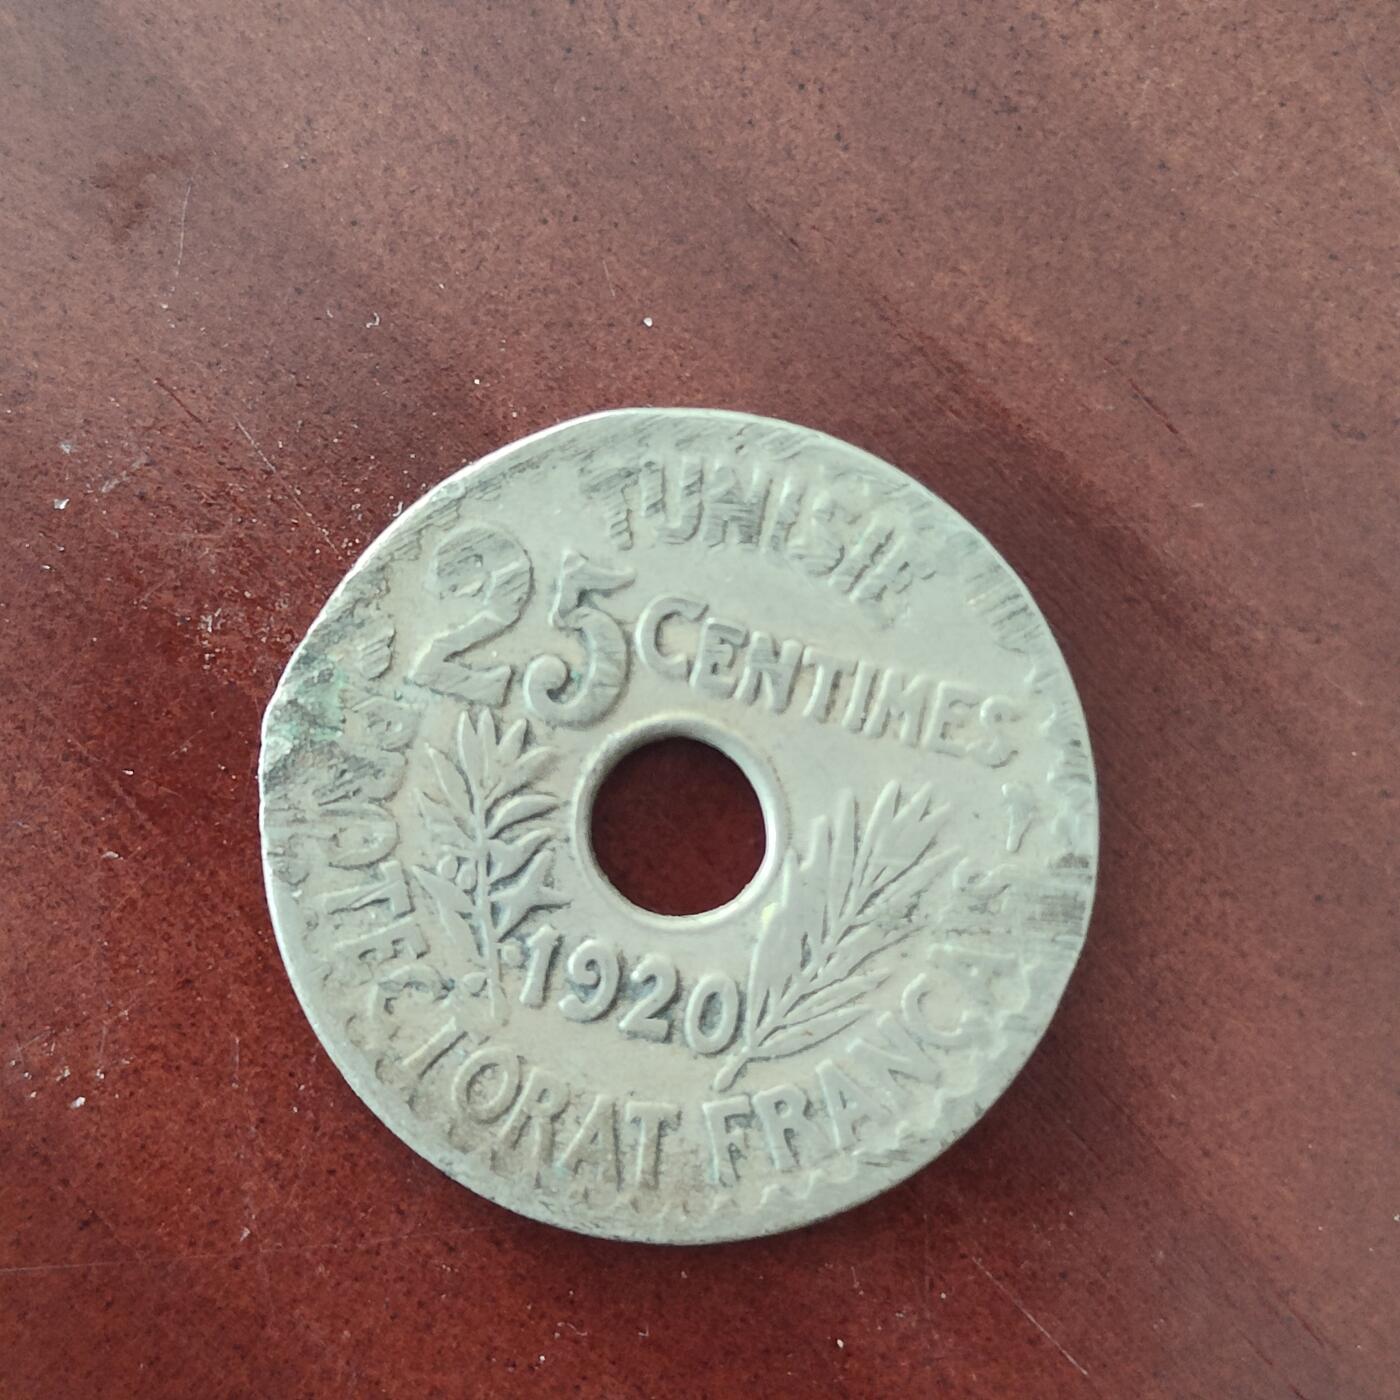 TUNISIE
25 CENTIMES
1920
PROTECTORAT FRANÇAIS